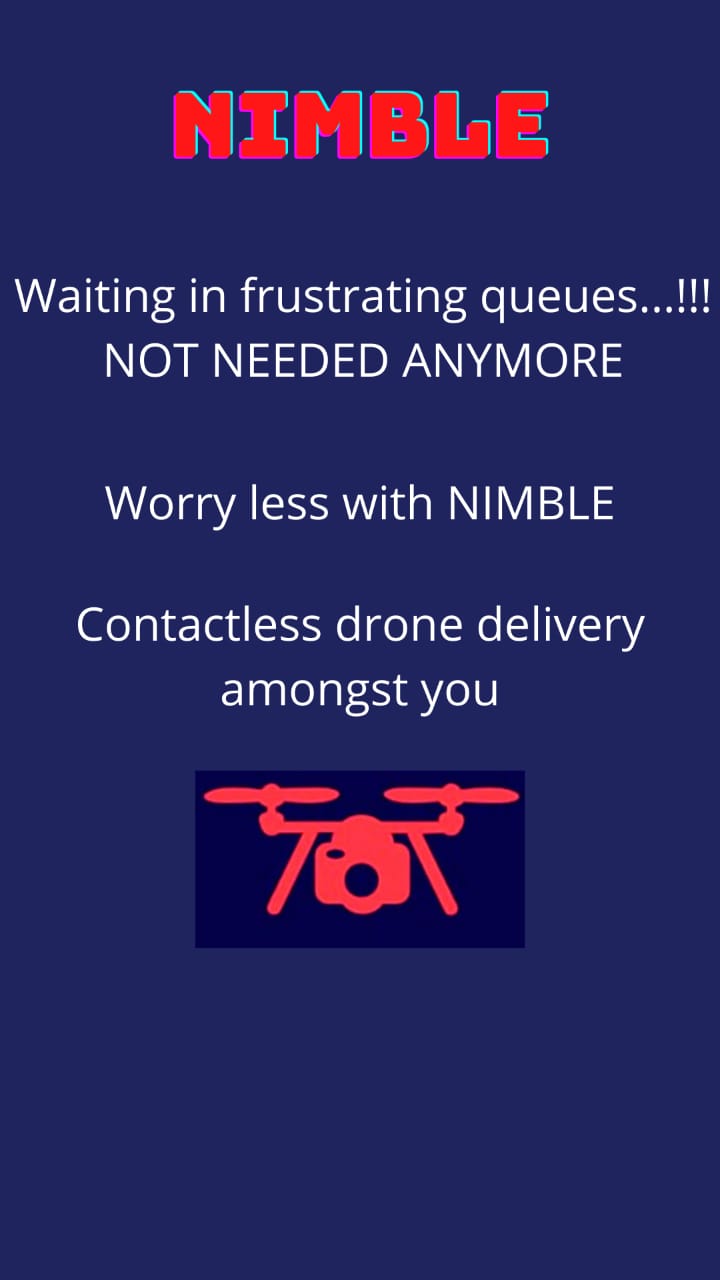 NIMBLE
Waiting in frustrating queues...!!!
NOT NEEDED ANYMORE
Worry less with NIMBLE
Contactless drone delivery
amongst you